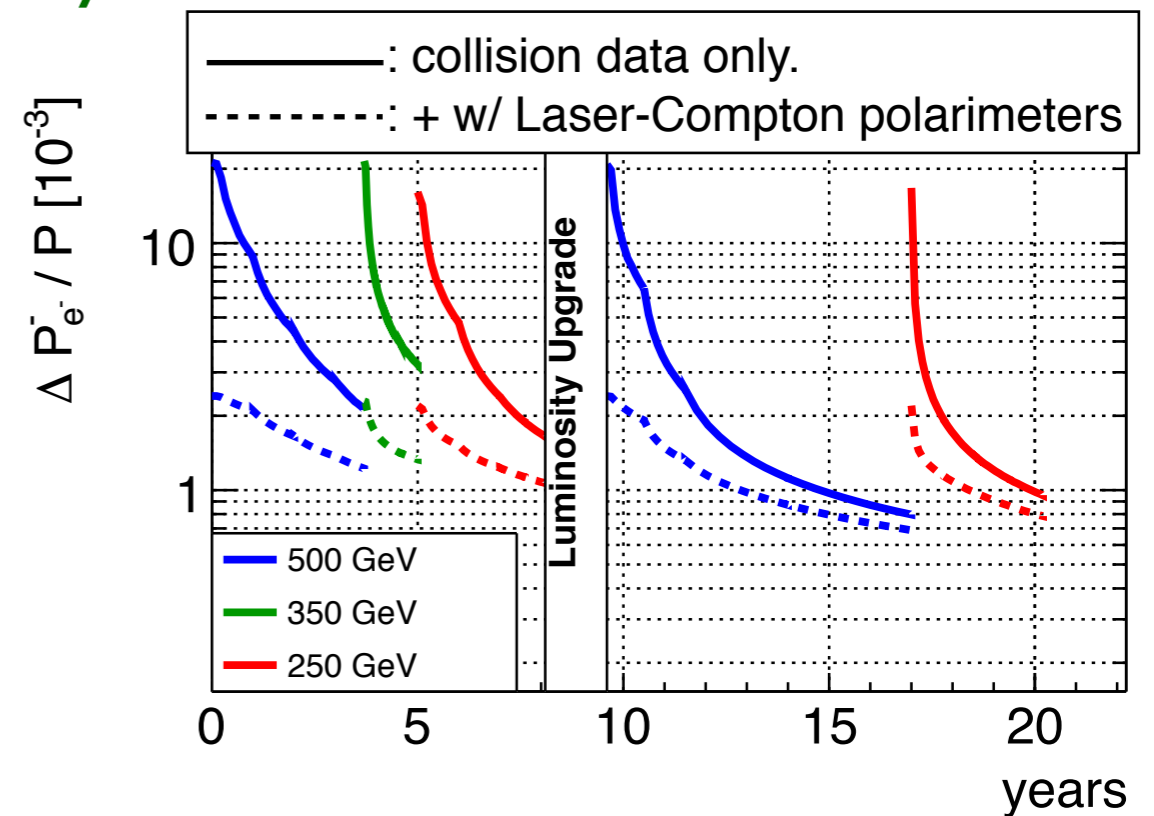 : collision data only.
: + w/ Laser-Compton polarimeters
Δ P⁻e⁻ / P [10⁻³]
10
1
Luminosity Upgrade
500 GeV
350 GeV
250 GeV
0 5 10 15 20
years